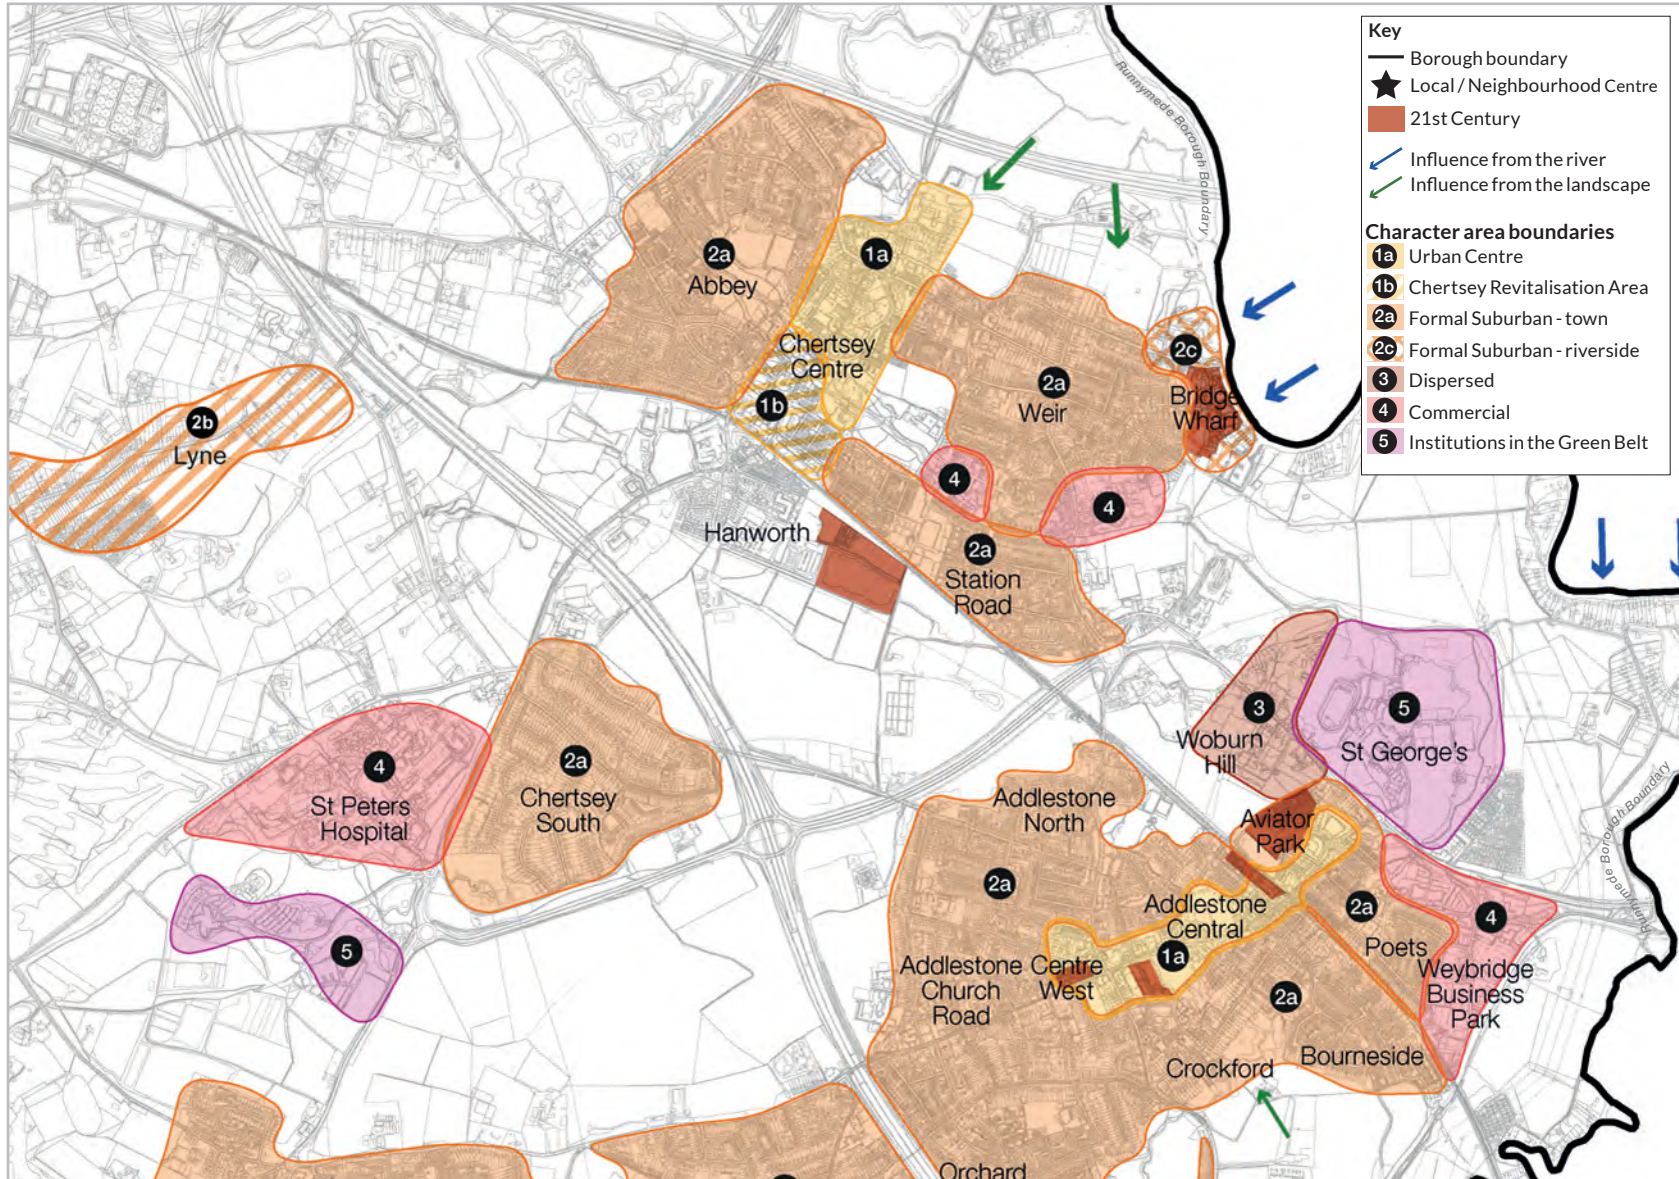 Key
Borough boundary
Local / Neighbourhood Centre
21st Century
Influence from the river
Influence from the landscape
Character area boundaries
1a Urban Centre
1b Chertsey Revitalisation Area
2a Formal Suburban - town
2c Formal Suburban - riverside
3 Dispersed
4 Commercial
5 Institutions in the Green Belt
Runnymede Borough Boundary
2a
Abbey
1a
Chertsey
Centre
1b
2a
Weir
2c
Bridge
Wharf
2b
Lyne
4
4
Hanworth
2a
Station
Road
3
Woburn
Hill
5
St George's
4
St Peters
Hospital
2a
Chertsey
South
Addlestone
North
Aviator
Park
2a
Addlestone
Central
1a
2a
Poets
4
Weybridge
Business
Park
Runnymede Borough Boundary
5
Addlestone
Church
Road
Centre
West
2a
Crockford
Bourneside
Orchard